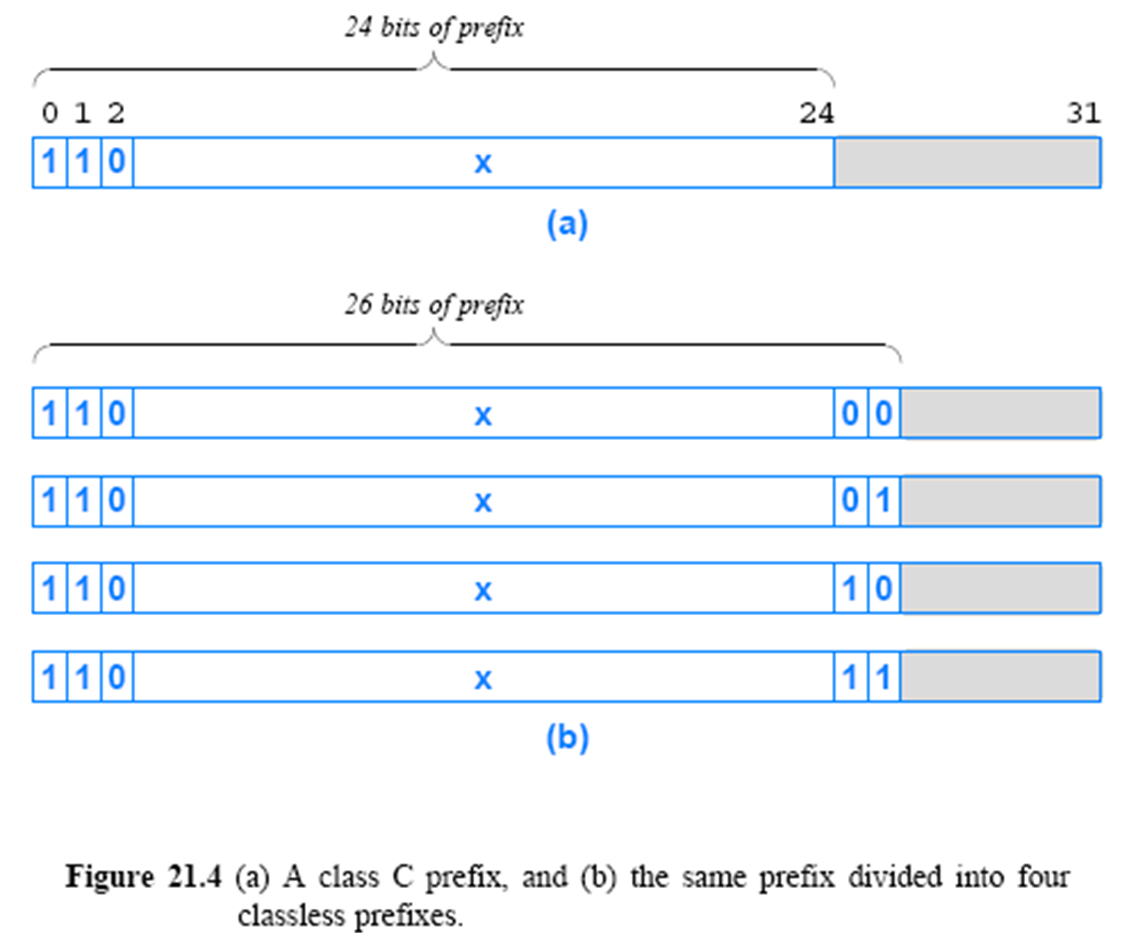 24 bits of prefix
0 1 2 24 31
1 1 0 x
(a)
26 bits of prefix
1 1 0 x 0 0
1 1 0 x 0 1
1 1 0 x 1 0
1 1 0 x 1 1
(b)
Figure 21.4 (a) A class C prefix, and (b) the same prefix divided into four
classless prefixes.